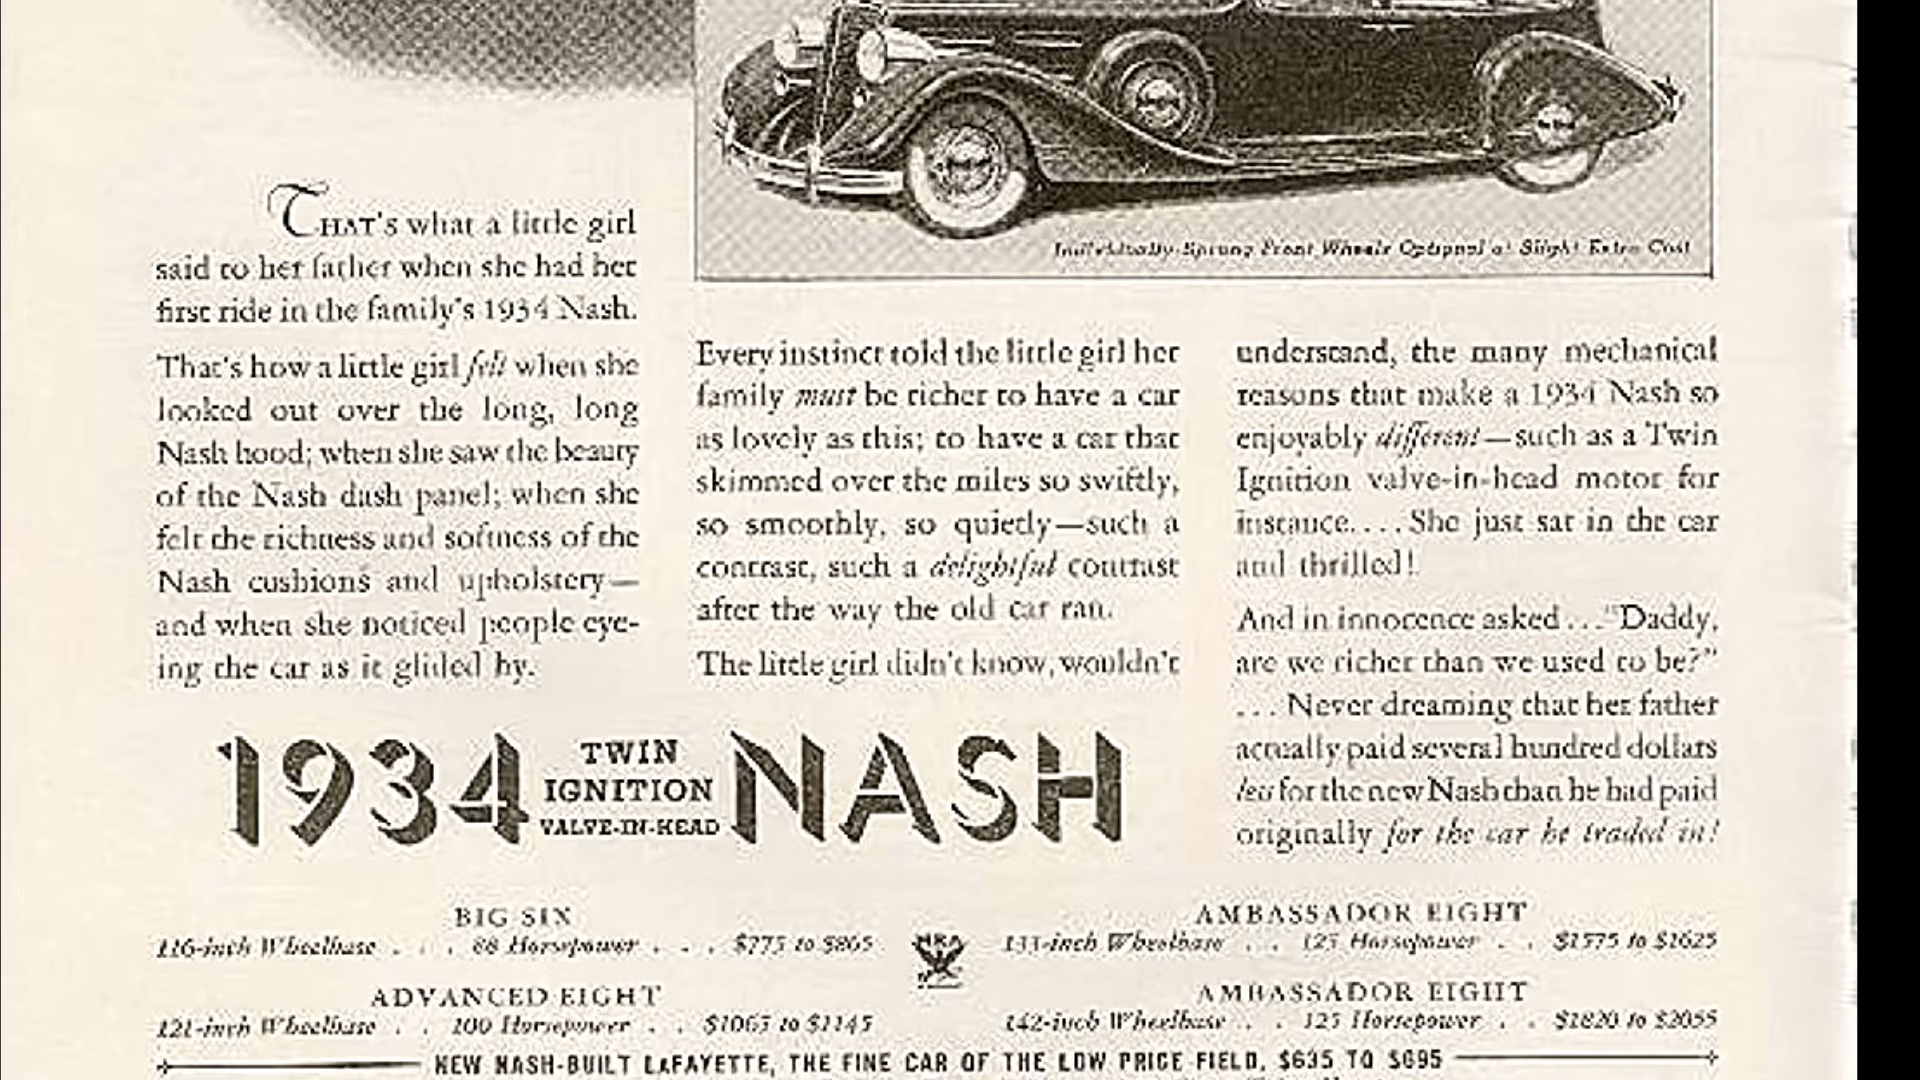 Individually-Sprung Front Wheels Optional at Slight Extra Cost
THAT'S what a little girl
said to her father when she had her
first ride in the family's 1934 Nash.
That's how a little girl felt when she
looked out over the long, long
Nash hood; when she saw the beauty
of the Nash dash panel; when she
felt the richness and softness of the
Nash cushions and upholstery—
and when she noticed people eye-
ing the car as it glided by.
Every instinct told the little girl her
family must be richer to have a car
as lovely as this; to have a car that
skimmed over the miles so swiftly,
so smoothly, so quietly—such a
contrast, such a delightful contrast
after the way the old car ran.
The little girl didn't know, wouldn't
understand, the many mechanical
reasons that make a 1934 Nash so
enjoyably different—such as a Twin
Ignition valve-in-head motor for
instance.... She just sat in the car
and thrilled!
And in innocence asked ... "Daddy,
are we richer than we used to be?"
... Never dreaming that her father
actually paid several hundred dollars
less for the new Nash than he had paid
originally for the car he traded in!
1934 TWIN IGNITION VALVE-IN-HEAD NASH
BIG SIX
116-inch Wheelbase . . . 88 Horsepower . . . $775 to $865
ADVANCED EIGHT
121-inch Wheelbase . . 100 Horsepower . . $1065 to $1145
NRA
AMBASSADOR EIGHT
133-inch Wheelbase . . . 125 Horsepower . . $1575 to $1625
AMBASSADOR EIGHT
142-inch Wheelbase . . 125 Horsepower . . $1820 to $2055
NEW NASH-BUILT LAFAYETTE, THE FINE CAR OF THE LOW PRICE FIELD, $635 TO $695